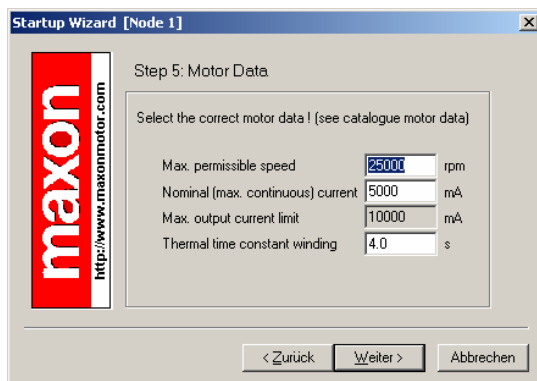 Startup Wizard [Node 1]
maxon
http://www.maxonmotor.com
Step 5: Motor Data
Select the correct motor data ! (see catalogue motor data)
Max. permissible speed 25000 rpm
Nominal (max. continuous) current 5000 mA
Max. output current limit 10000 mA
Thermal time constant winding 4.0 s
< Zurück Weiter > Abbrechen